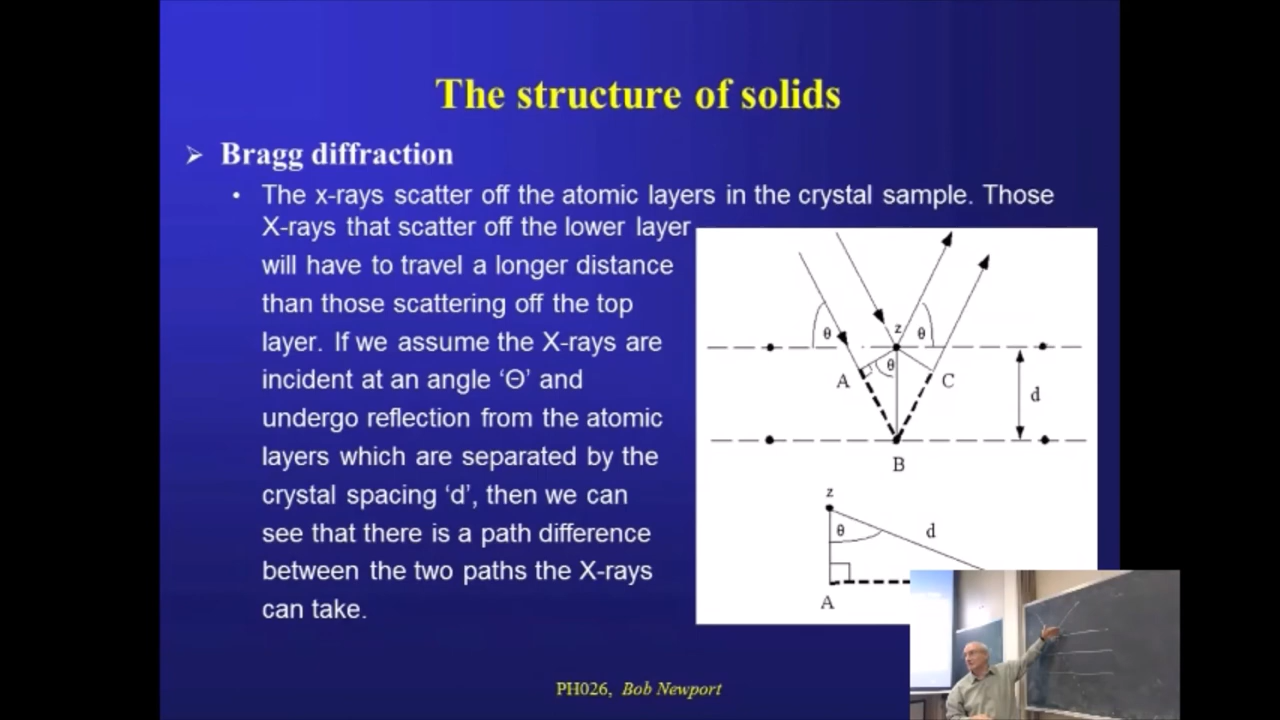 The structure of solids
Bragg diffraction
The x-rays scatter off the atomic layers in the crystal sample. Those
X-rays that scatter off the lower layer
will have to travel a longer distance
than those scattering off the top
layer. If we assume the X-rays are
incident at an angle ‘Θ’ and
undergo reflection from the atomic
layers which are separated by the
crystal spacing ‘d’, then we can
see that there is a path difference
between the two paths the X-rays
can take.
θ
z
θ
θ
A
C
d
B
z
θ
d
A
PH026, Bob Newport